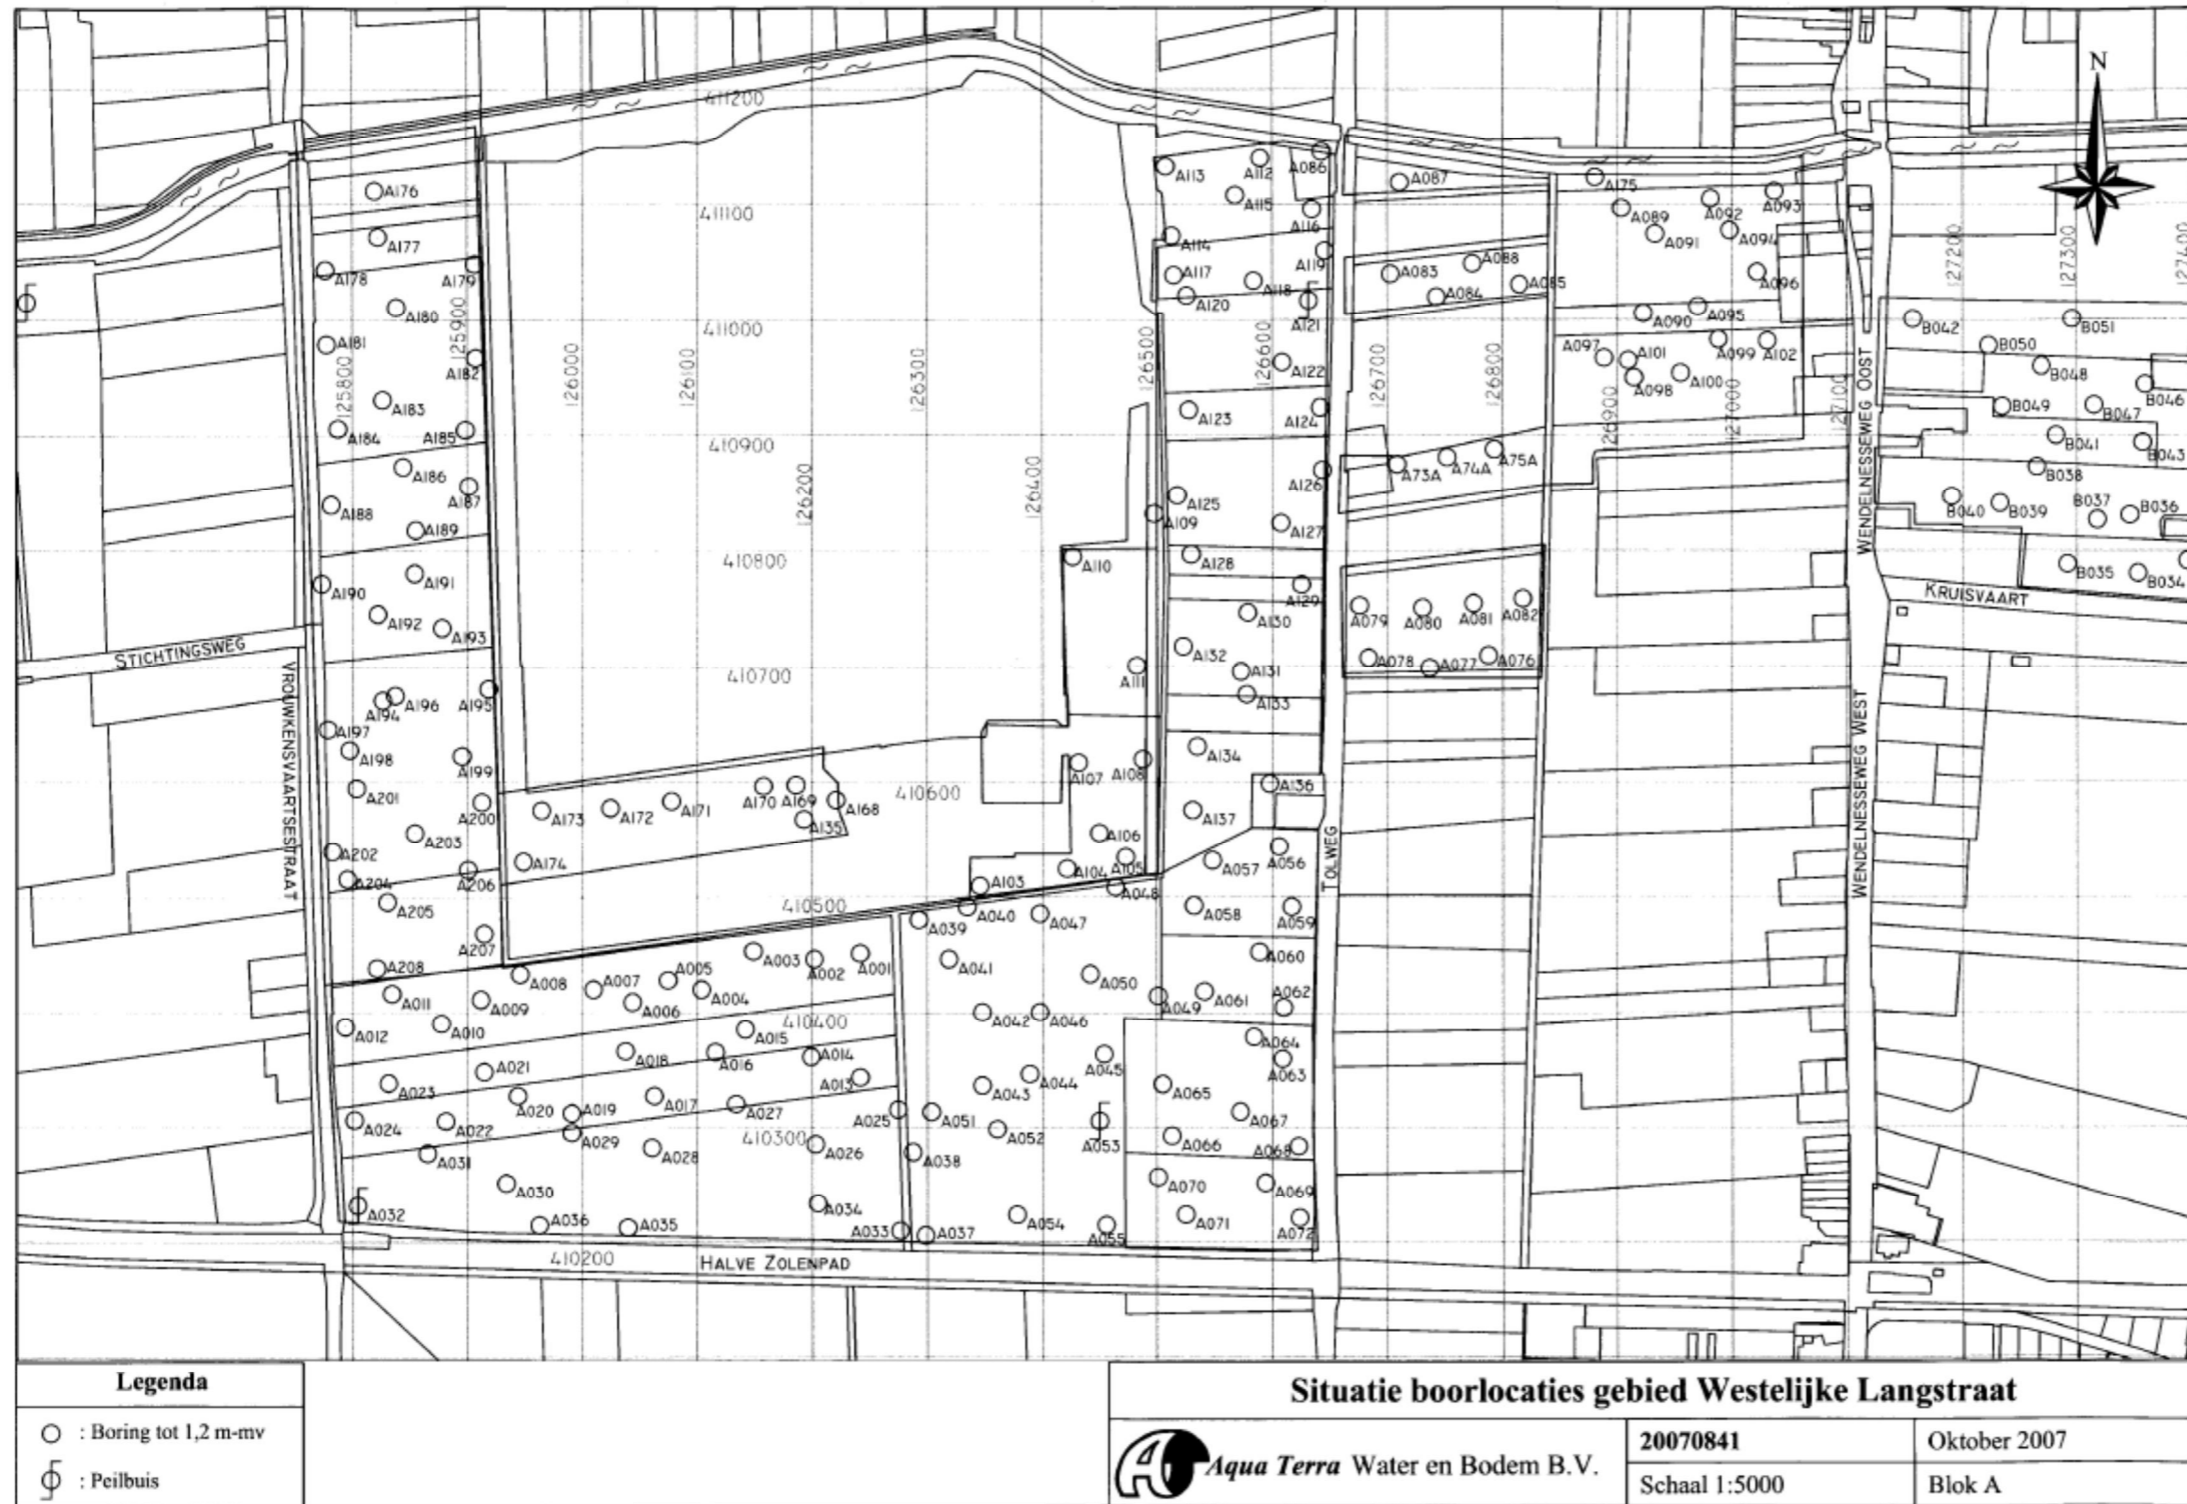 N
411200
A113
A112
A086
A176
A087
A175
A115
A089
A092
A093
411100
A116
A177
A114
A091
A094
A178
A179
A117
A118
A119
A083
A088
A084
A085
A096
A120
A180
411000
A121
A090
A095
B042
B051
A181
A182
A122
A097
A101
A099
A102
B050
A098
A100
B048
B046
125800
125900
126000
126100
126200
126300
126400
126500
126600
126700
126800
126900
127000
127100
127200
127300
127400
A183
A123
A124
B049
B047
A184
A185
410900
B041
B043
A186
A73A
A74A
A75A
B038
A187
A126
A188
A125
B040
B039
B037
B036
A189
A109
A127
410800
A110
A128
B035
B034
A190
A191
A129
KRUISVAART
A192
A193
A130
A079
A080
A081
A082
STICHTINGSWEG
A132
A078
A077
A076
410700
A111
A131
A194
A196
A195
A133
VROUWKENSVAARTSESTRAAT
WENDELNESSEWEG OOST
WENDELNESSEWEG WEST
TOLWEG
A197
A198
A199
A107
A108
A134
A201
A200
A173
A172
A171
A170
A169
A168
410600
A136
A135
A137
A203
A106
A202
A174
A105
A057
A056
A204
A206
A103
A104
A048
A205
410500
A040
A047
A058
A059
A207
A039
A208
A008
A007
A005
A003
A002
A001
A041
A050
A060
A011
A009
A006
A004
A049
A061
A062
A012
A010
410400
A042
A046
A015
A064
A021
A018
A016
A014
A045
A063
A023
A013
A043
A044
A065
A020
A019
A017
A027
A025
A051
A067
A024
A022
A029
410300
A052
A053
A066
A068
A031
A028
A026
A038
A030
A070
A069
A032
A036
A035
A034
A033
A037
A054
A055
A071
A072
410200
HALVE ZOLENPAD
Legenda
: Boring tot 1,2 m-mv
: Peilbuis
Situatie boorlocaties gebied Westelijke Langstraat
Aqua Terra Water en Bodem B.V.
20070841
Oktober 2007
Schaal 1:5000
Blok A